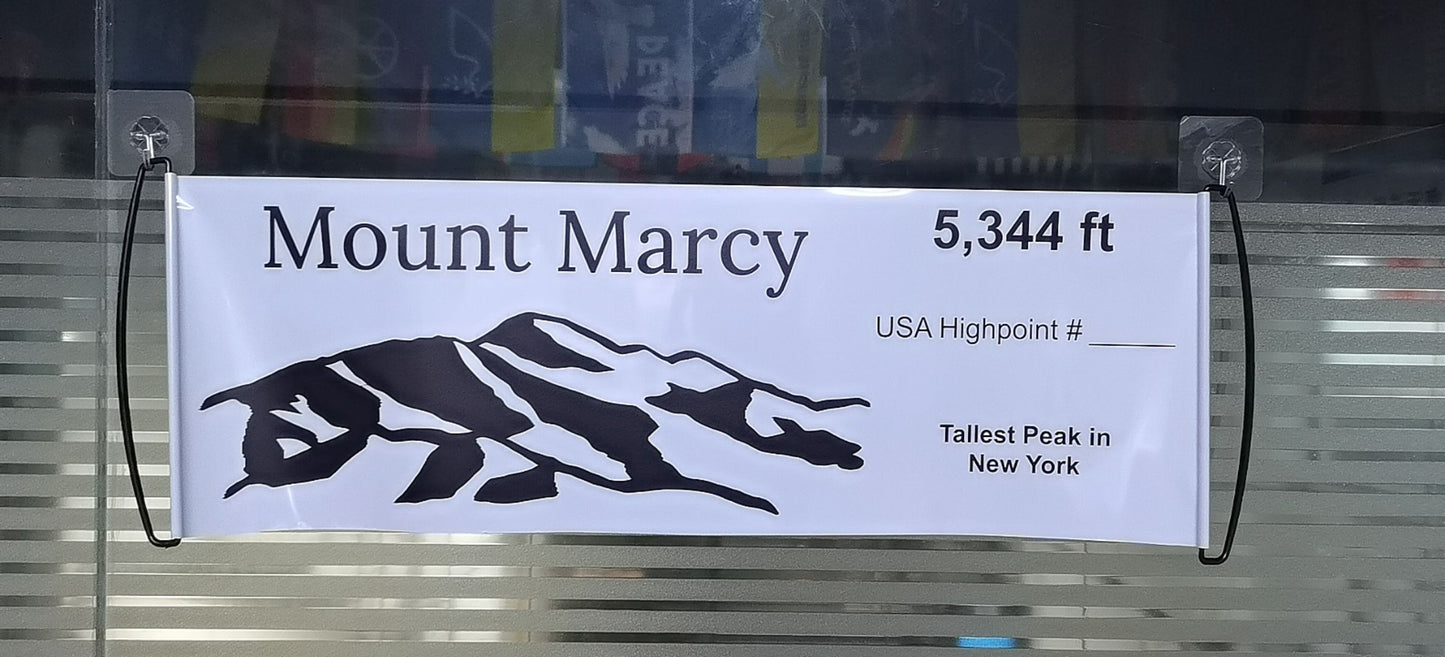 Mount Marcy
5,344 ft
USA Highpoint # ______
Tallest Peak in
New York